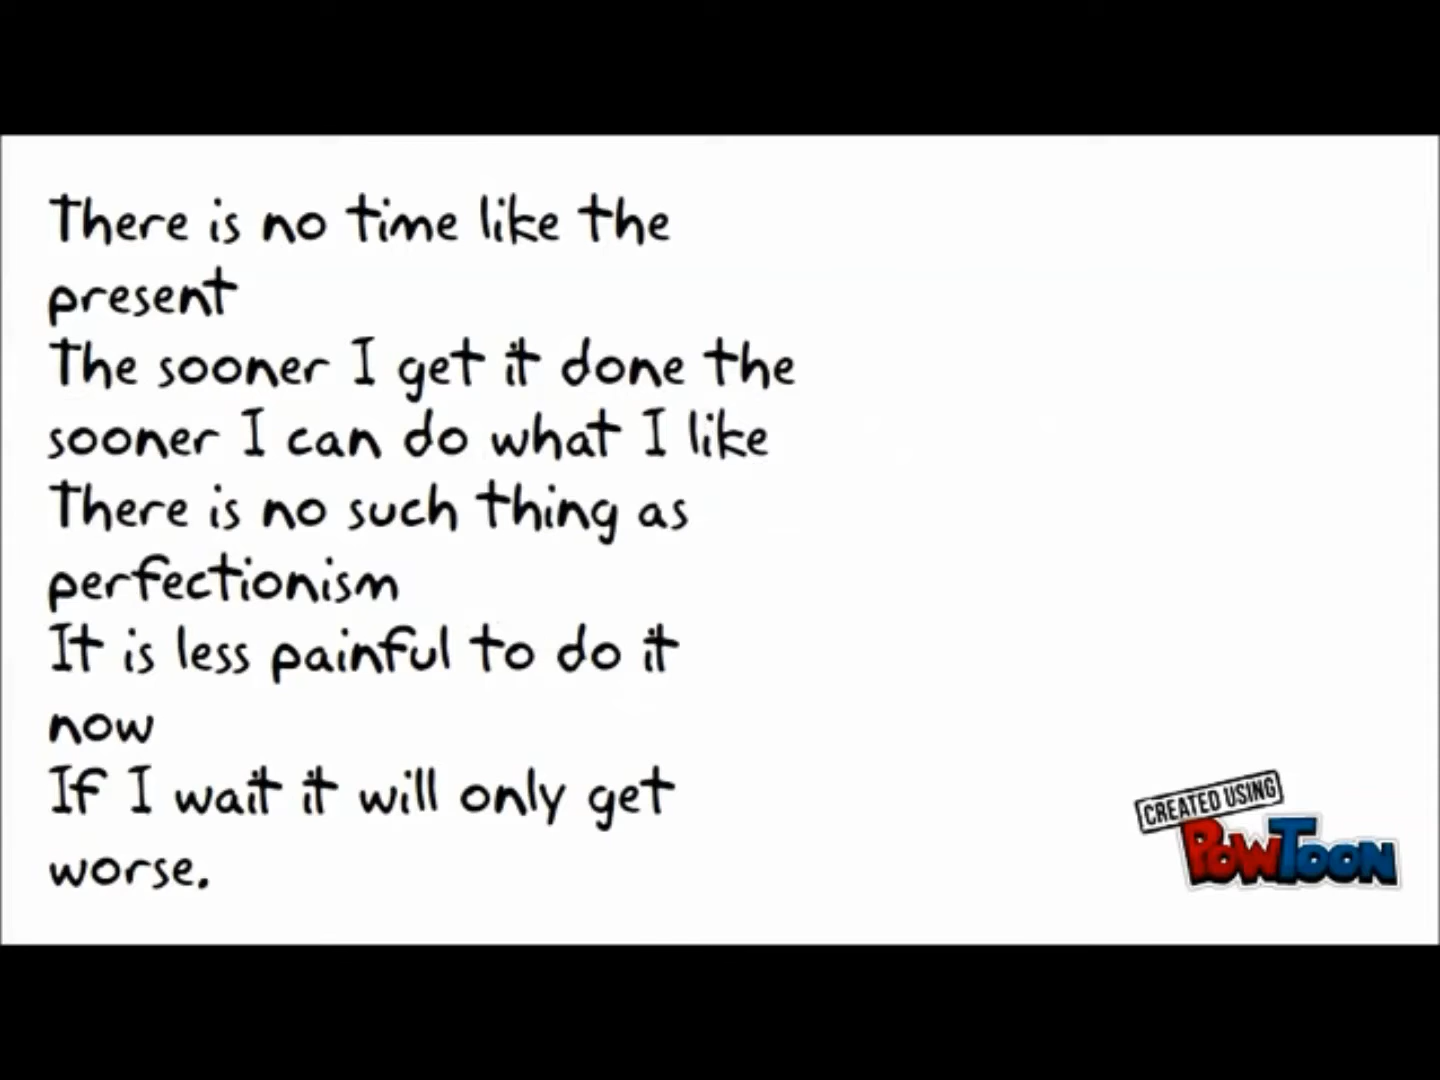 There is no time like the
present
The sooner I get it done the
sooner I can do what I like
There is no such thing as
perfectionism
It is less painful to do it
now
If I wait it will only get
worse.
CREATED USING
POWTOON